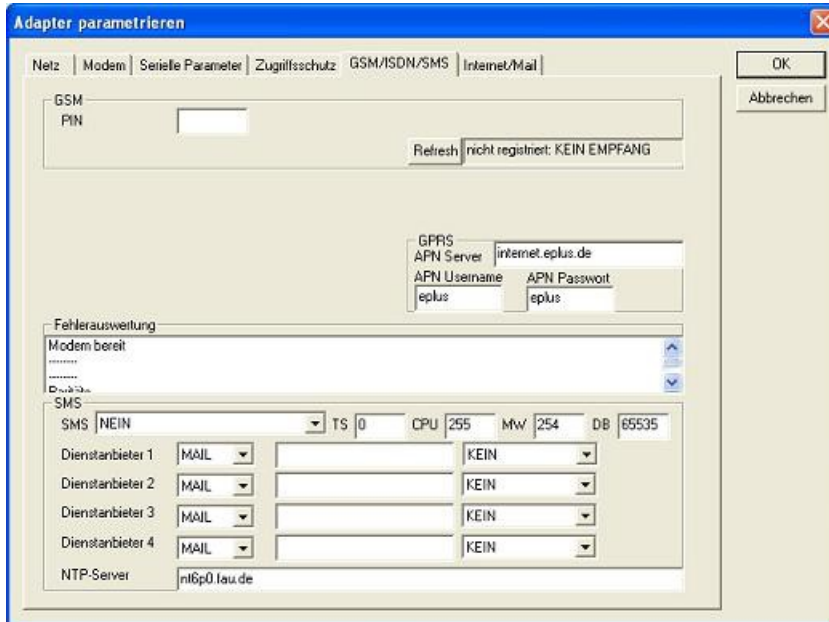 Adapter parametrieren
Netz Modem Serielle Parameter Zugriffsschutz GSM/ISDN/SMS Internet/Mail
OK
Abbrechen
GSM
PIN
Refresh nicht registriert: KEIN EMPFANG
GPRS
APN Server internet.eplus.de
APN Username APN Passwort
eplus eplus
Fehlerauswertung
Modem bereit
--------
--------
SMS
SMS NEIN TS 0 CPU 255 MW 254 DB 65535
Dienstanbieter 1 MAIL KEIN
Dienstanbieter 2 MAIL KEIN
Dienstanbieter 3 MAIL KEIN
Dienstanbieter 4 MAIL KEIN
NTP-Server